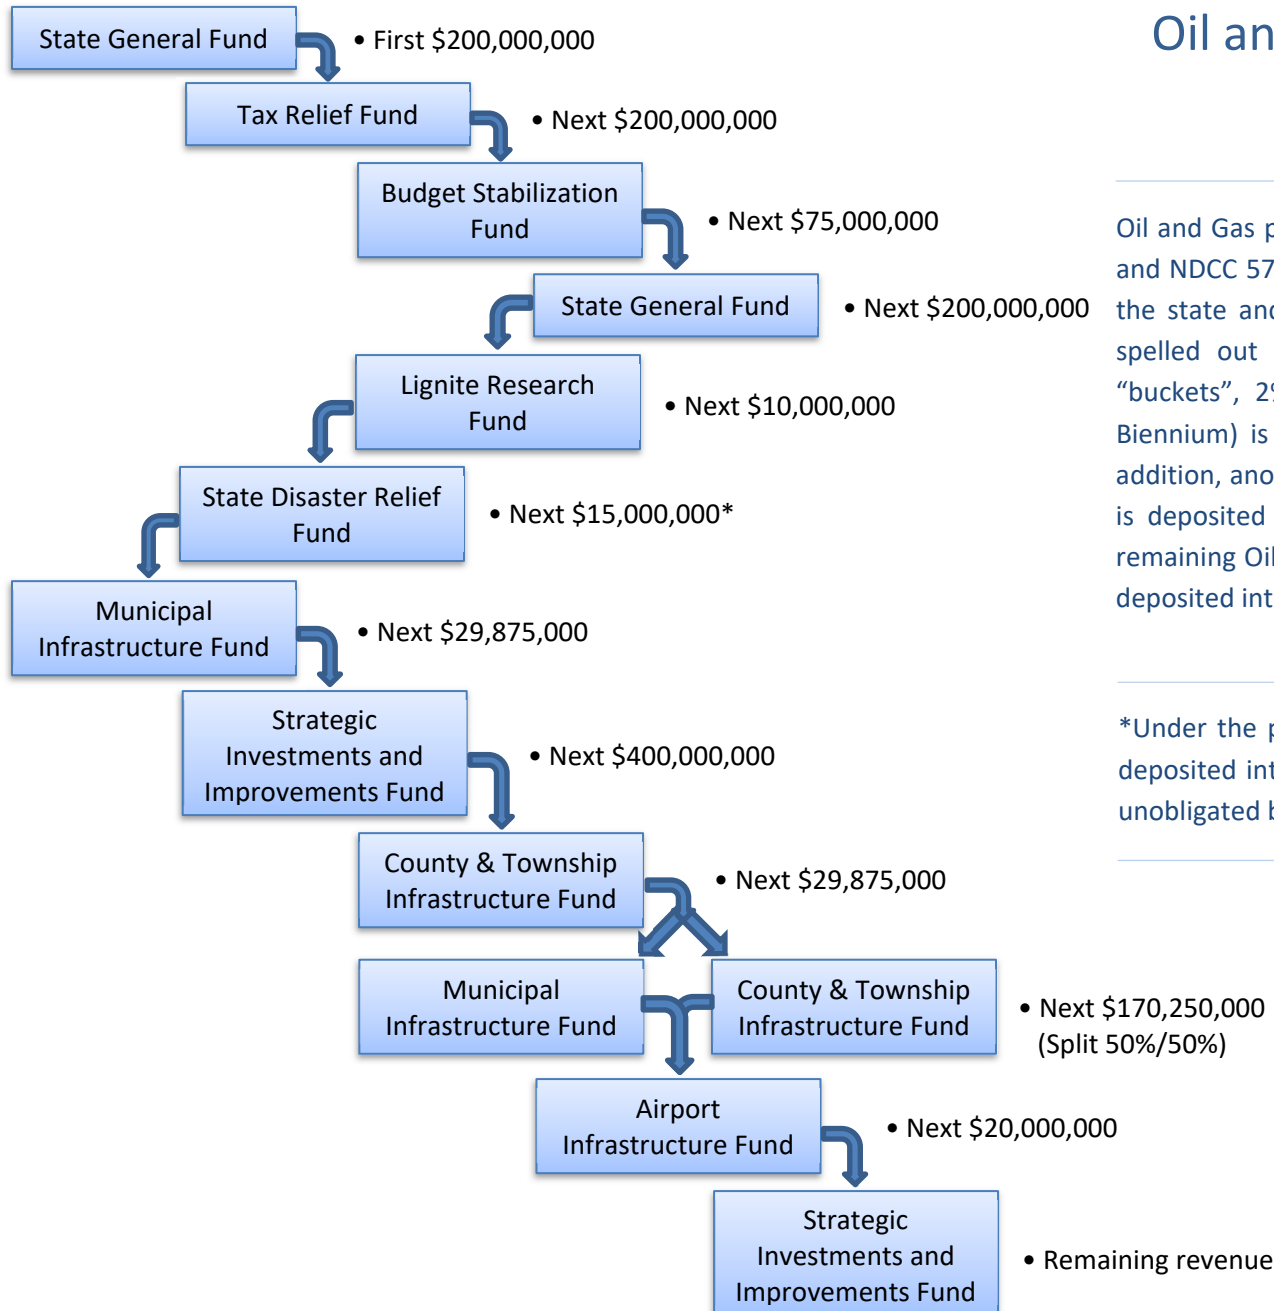 Oil an
State General Fund
• First $200,000,000
Tax Relief Fund
• Next $200,000,000
Budget Stabilization
Fund
• Next $75,000,000
State General Fund
• Next $200,000,000
Lignite Research
Fund
• Next $10,000,000
State Disaster Relief
Fund
• Next $15,000,000*
Municipal
Infrastructure Fund
• Next $29,875,000
Strategic
Investments and
Improvements Fund
• Next $400,000,000
County & Township
Infrastructure Fund
• Next $29,875,000
Municipal
Infrastructure Fund
County & Township
Infrastructure Fund
• Next $170,250,000
(Split 50%/50%)
Airport
Infrastructure Fund
• Next $20,000,000
Strategic
Investments and
Improvements Fund
• Remaining revenue
Oil and Gas p
and NDCC 57
the state and
spelled out
"buckets", 2%
Biennium) is
addition, ano
is deposited
remaining Oil
deposited int
*Under the p
deposited int
unobligated b